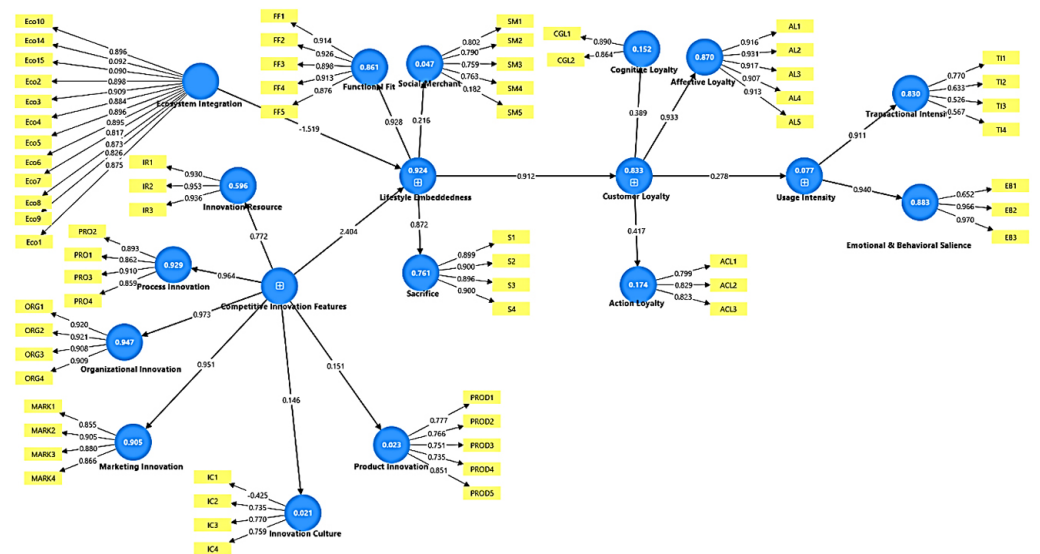 Eco10
Eco14
Eco15
Eco2
Eco3
Eco4
Eco5
Eco6
Eco7
Eco8
Eco9
Eco1
0.896
0.092
0.090
0.898
0.909
0.884
0.896
0.895
0.817
0.873
0.826
0.875
Ecosystem Integration
-1.519
FF1
FF2
FF3
FF4
FF5
0.914
0.926
0.898
0.913
0.876
0.861
Functional Fit
0.928
SM1
SM2
SM3
SM4
SM5
0.802
0.790
0.759
0.763
0.182
0.047
Social Merchant
0.216
0.924
Lifestyle Embeddedness
0.912
0.872
S1
S2
S3
S4
0.899
0.900
0.896
0.900
0.761
Sacrifice
CGL1
CGL2
0.890
0.864
0.152
Cognitive Loyalty
0.389
AL1
AL2
AL3
AL4
AL5
0.916
0.931
0.917
0.907
0.913
0.870
Affective Loyalty
0.933
0.833
Customer Loyalty
0.278
0.417
ACL1
ACL2
ACL3
0.799
0.829
0.823
0.174
Action Loyalty
0.077
Usage Intensity
0.911
0.940
TI1
TI2
TI3
TI4
0.770
0.633
0.526
0.567
0.830
Transactional Intensity
EB1
EB2
EB3
0.652
0.966
0.970
0.883
Emotional & Behavioral Salience
IR1
IR2
IR3
0.930
0.953
0.936
0.596
Innovation Resource
0.772
2.404
PRO2
PRO1
PRO3
PRO4
0.893
0.862
0.910
0.859
0.929
Process Innovation
0.964
Competitive Innovation Features
ORG1
ORG2
ORG3
ORG4
0.920
0.921
0.908
0.909
0.947
Organizational Innovation
0.973
MARK1
MARK2
MARK3
MARK4
0.855
0.905
0.880
0.866
0.905
Marketing Innovation
0.951
IC1
IC2
IC3
IC4
-0.425
0.735
0.770
0.759
0.021
Innovation Culture
0.146
PROD1
PROD2
PROD3
PROD4
PROD5
0.777
0.766
0.751
0.735
0.851
0.023
Product Innovation
0.151